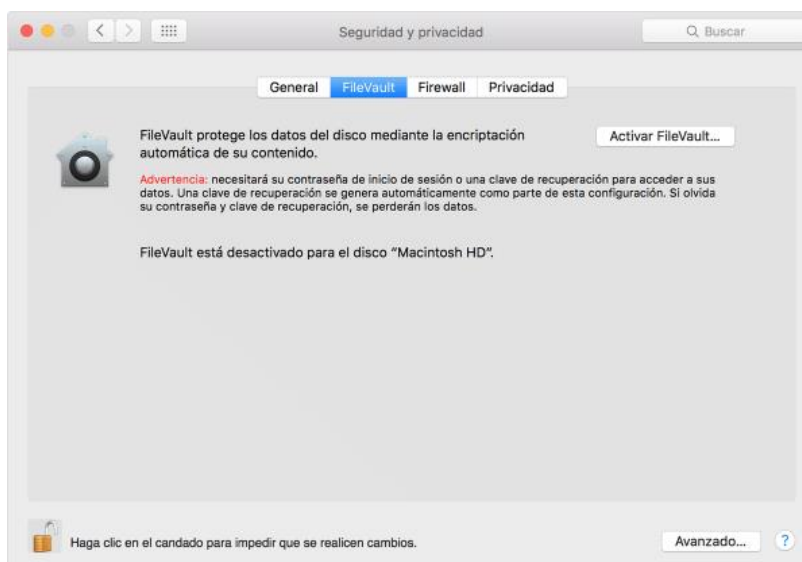 Seguridad y privacidad
Buscar
General FileVault Firewall Privacidad
FileVault protege los datos del disco mediante la encriptación
automática de su contenido.
Activar FileVault...
Advertencia: necesitará su contraseña de inicio de sesión o una clave de recuperación para acceder a sus
datos. Una clave de recuperación se genera automáticamente como parte de esta configuración. Si olvida
su contraseña y clave de recuperación, se perderán los datos.
FileVault está desactivado para el disco “Macintosh HD”.
Haga clic en el candado para impedir que se realicen cambios.
Avanzado... ?